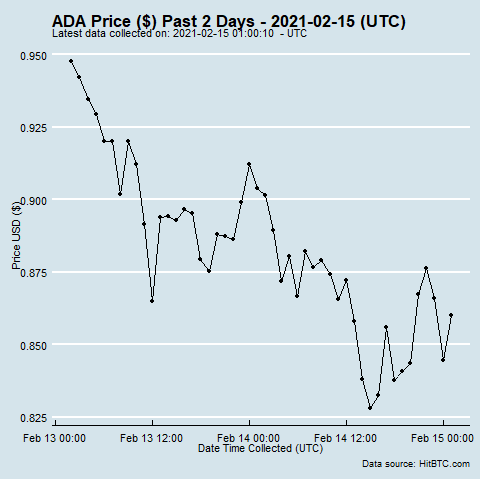 ADA Price ($) Past 2 Days - 2021-02-15 (UTC)
Latest data collected on: 2021-02-15 01:00:10  - UTC
0.950
0.925
0.900
0.875
0.850
0.825
Price USD ($)
Feb 13 00:00 Feb 13 12:00 Feb 14 00:00 Feb 14 12:00 Feb 15 00:00
Date Time Collected (UTC)
Data source: HitBTC.com